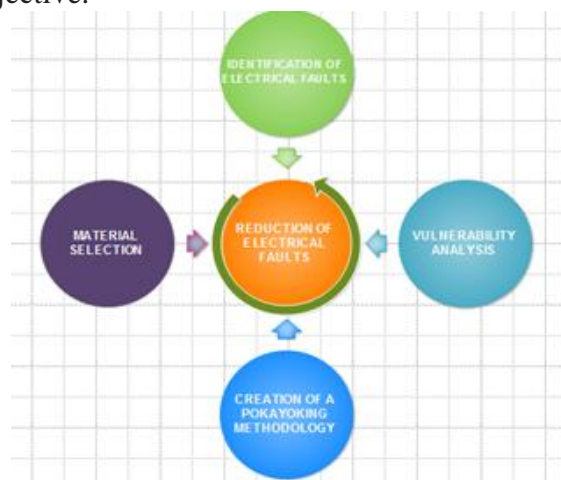 jective.
IDENTIFICATION OF
ELECTRICAL FAULTS
MATERIAL
SELECTION
REDUCTION OF
ELECTRICAL
FAULTS
VULNERABILITY
ANALYSIS
CREATION OF A
POKAYOKING
METHODOLOGY